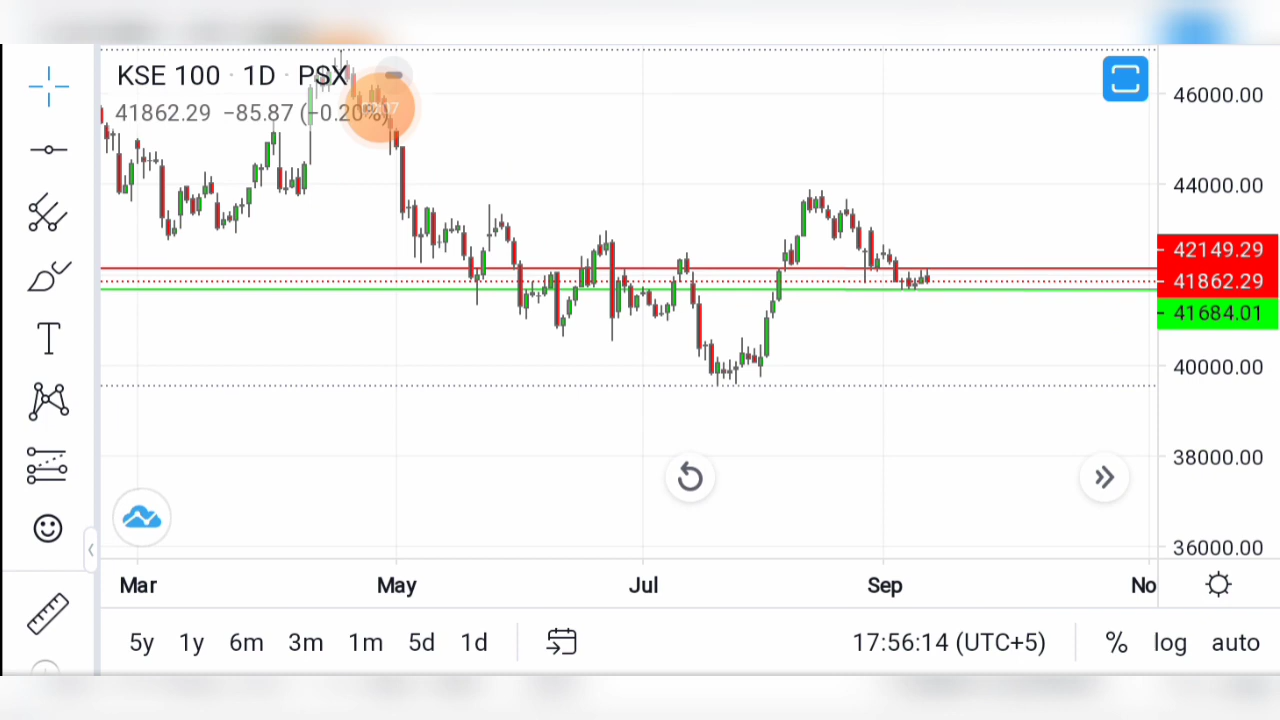 KSE 100 · 1D · PSX
41862.29 −85.87 (−0.20%)
46000.00
44000.00
42149.29
41862.29
41684.01
40000.00
38000.00
36000.00
T
Mar May Jul Sep No
5y 1y 6m 3m 1m 5d 1d 17:56:14 (UTC+5) % log auto